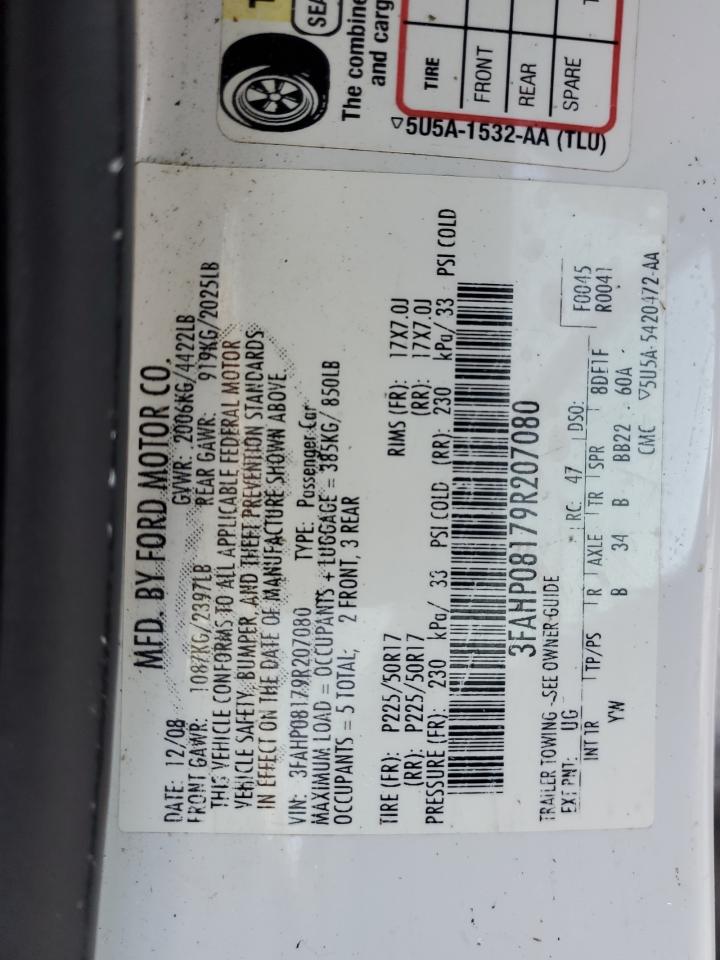 SEA
The combine
and carg
TIRE
FRONT
REAR
SPARE
▽5U5A-1532-AA (TLU)
MFD. BY FORD MOTOR CO.
DATE: 12/08 GVWR: 2006KG/4422LB
FRONT GAWR: 1087KG/2397LB REAR GAWR: 919KG/2025LB
THIS VEHICLE CONFORMS TO ALL APPLICABLE FEDERAL MOTOR
VEHICLE SAFETY, BUMPER, AND THEFT PREVENTION STANDARDS
IN EFFECT ON THE DATE OF MANUFACTURE SHOWN ABOVE.
VIN: 3FAHP08179R207080 TYPE: Passenger Car
MAXIMUM LOAD = OCCUPANTS + LUGGAGE = 385KG/ 850LB
OCCUPANTS = 5 TOTAL; 2 FRONT, 3 REAR
TIRE (FR): P225/50R17 RIMS (FR): 17X7.0J
(RR): P225/50R17 (RR): 17X7.0J
PRESSURE (FR): 230 kPa/ 33 PSI COLD (RR): 230 kPa/ 33 PSI COLD
3FAHP08179R207080
TRAILER TOWING -SEE OWNER GUIDE
EXT PNT: UG RC: 47 DSO: F0045
R0041
INT TR TP/PS R AXLE TR SPR 8DF1F
YW B 34 B BB22 . 60A
CMC ▽5U5A-5420472-AA